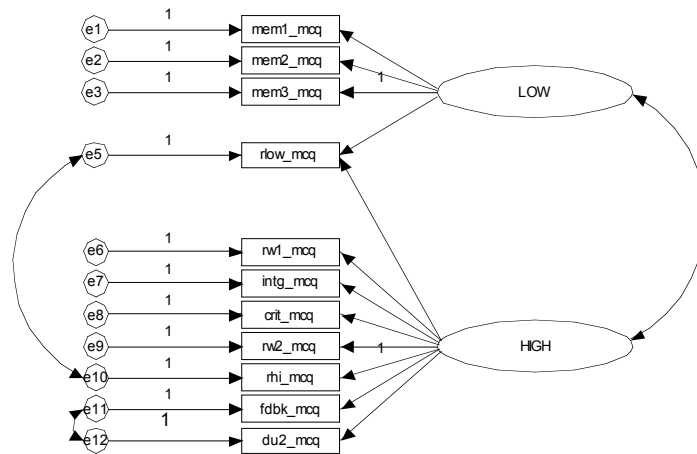 e1 1 mem1_mcq
e2 1 mem2_mcq
e3 1 mem3_mcq 1 LOW
e5 1 rlow_mcq
e6 1 rw1_mcq
e7 1 intg_mcq
e8 1 crit_mcq
e9 1 rw2_mcq 1 HIGH
e10 1 rhi_mcq
e11 1 fdbk_mcq
e12 1 du2_mcq